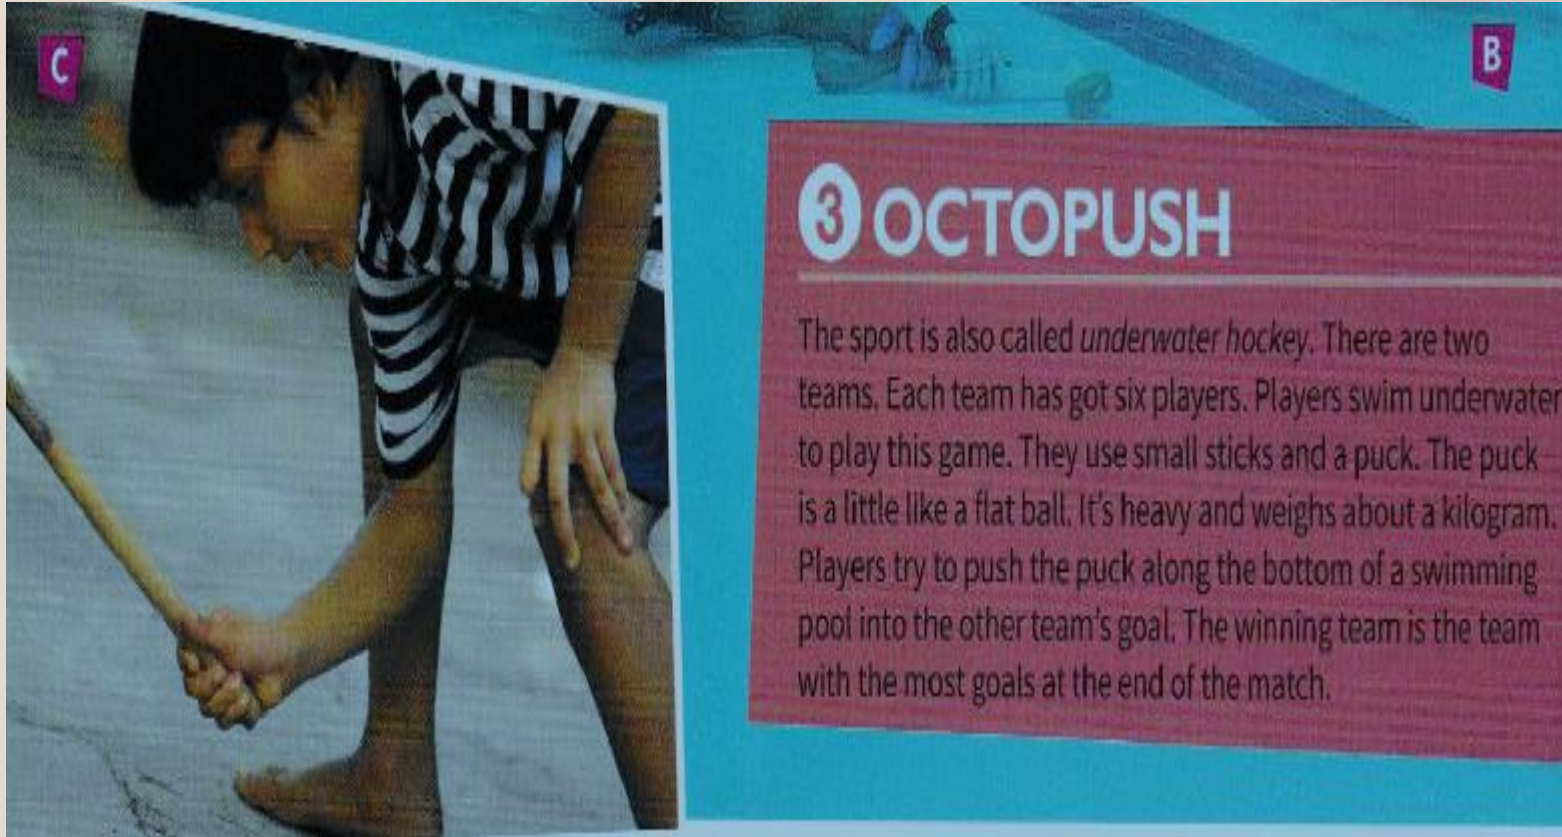 C
B
3 OCTOPUSH
The sport is also called underwater hockey. There are two
teams. Each team has got six players. Players swim underwater
to play this game. They use small sticks and a puck. The puck
is a little like a flat ball. It's heavy and weighs about a kilogram.
Players try to push the puck along the bottom of a swimming
pool into the other team's goal. The winning team is the team
with the most goals at the end of the match.